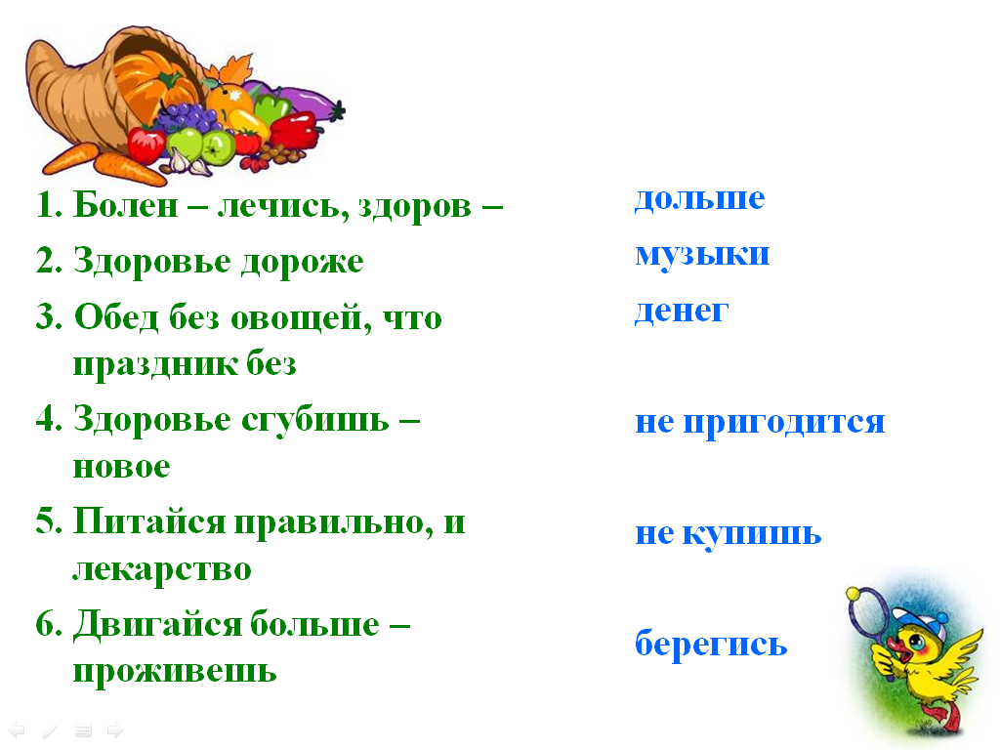 1. Болен – лечись, здоров –
2. Здоровье дороже
3. Обед без овощей, что
праздник без
4. Здоровье сгубишь –
новое
5. Питайся правильно, и
лекарство
6. Двигайся больше –
проживешь
дольше
музыки
денег
не пригодится
не купишь
берегись